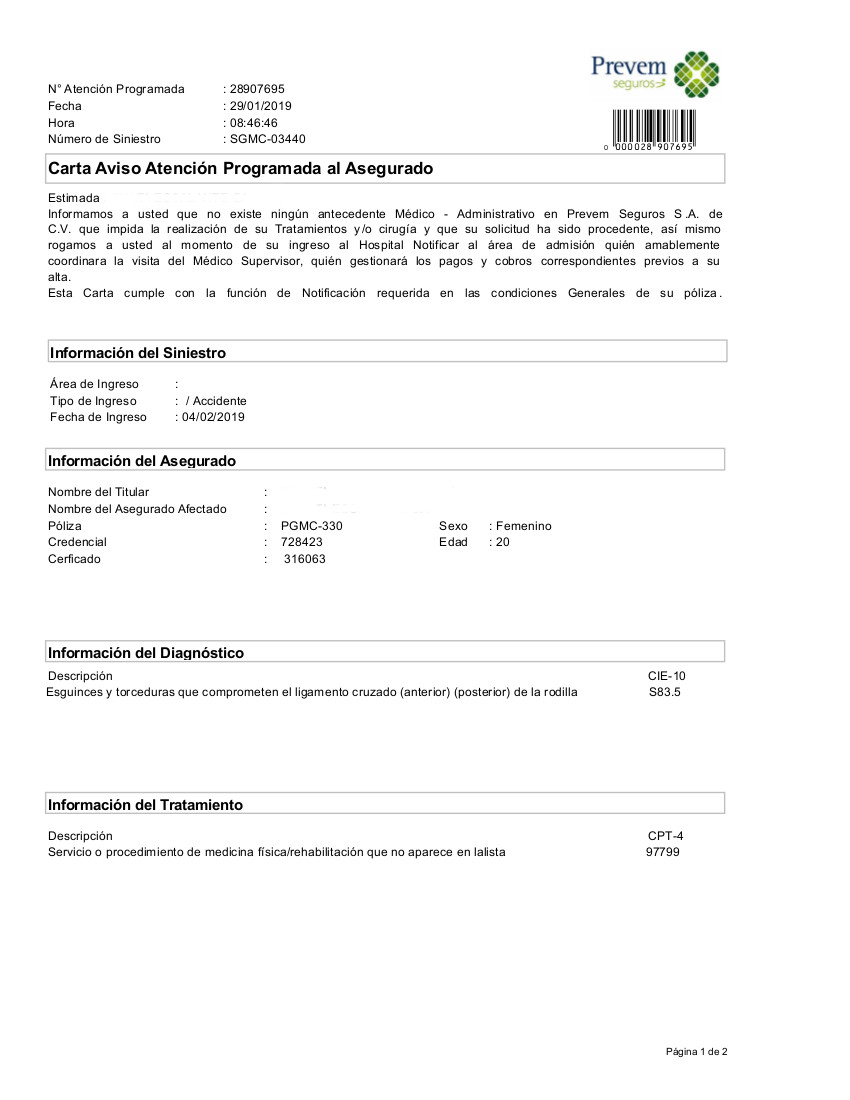 Prevem
seguros
N° Atención Programada : 28907695
Fecha : 29/01/2019
Hora : 08:46:46
Número de Siniestro : SGMC-03440
0 000028 907695
Carta Aviso Atención Programada al Asegurado
Estimada
Informamos a usted que no existe ningún antecedente Médico - Administrativo en Prevem Seguros S.A. de
C.V. que impida la realización de su Tratamientos y/o cirugía y que su solicitud ha sido procedente, así mismo
rogamos a usted al momento de su ingreso al Hospital Notificar al área de admisión quién amablemente
coordinara la visita del Médico Supervisor, quién gestionará los pagos y cobros correspondientes previos a su
alta.
Esta Carta cumple con la función de Notificación requerida en las condiciones Generales de su póliza.
Información del Siniestro
Área de Ingreso :
Tipo de Ingreso : / Accidente
Fecha de Ingreso : 04/02/2019
Información del Asegurado
Nombre del Titular :
Nombre del Asegurado Afectado :
Póliza : PGMC-330 Sexo : Femenino
Credencial : 728423 Edad : 20
Cerficado : 316063
Información del Diagnóstico
Descripción CIE-10
Esguinces y torceduras que comprometen el ligamento cruzado (anterior) (posterior) de la rodilla S83.5
Información del Tratamiento
Descripción CPT-4
Servicio o procedimiento de medicina física/rehabilitación que no aparece en lalista 97799
Página 1 de 2